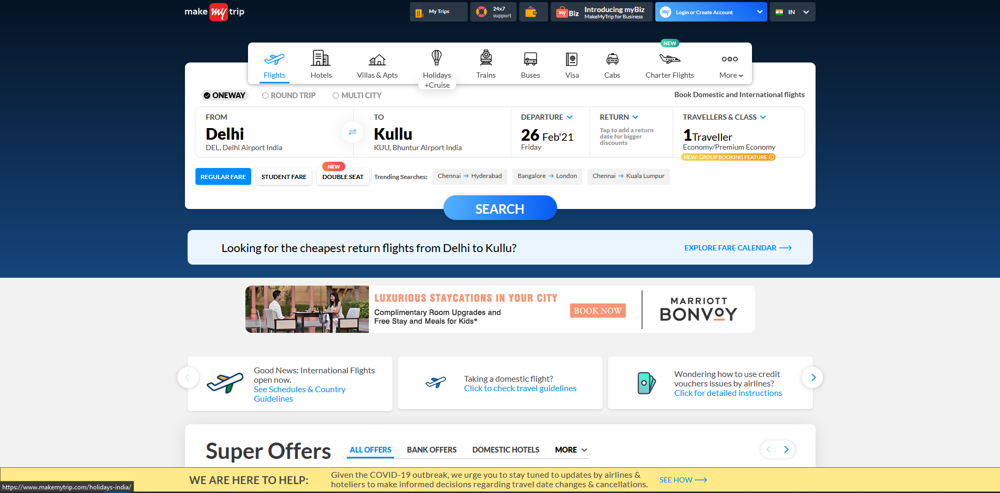 make my trip
My Trips
24x7
support
my Biz
Introducing myBiz
MakeMyTrip for Business
my
Login or Create Account
IN
NEW
Flights
Hotels
Villas & Apts
Holidays
+Cruise
Trains
Buses
Visa
Cabs
Charter Flights
More
ONEWAY
ROUND TRIP
MULTI CITY
Book Domestic and International flights
FROM
Delhi
DEL, Delhi Airport India
TO
Kullu
KUU, Bhuntur Airport India
DEPARTURE
26 Feb'21
Friday
RETURN
Tap to add a return
date for bigger
discounts
TRAVELLERS & CLASS
1Traveller
Economy/Premium Economy
NEW! GROUP BOOKING FEATURE
REGULAR FARE
STUDENT FARE
NEW
DOUBLE SEAT
Trending Searches:
Chennai → Hyderabad
Bangalore → London
Chennai → Kuala Lumpur
SEARCH
Looking for the cheapest return flights from Delhi to Kullu?
EXPLORE FARE CALENDAR
LUXURIOUS STAYCATIONS IN YOUR CITY
Complimentary Room Upgrades and
Free Stay and Meals for Kids*
BOOK NOW
MARRIOTT
BONVOY
Good News: International Flights
open now.
See Schedules & Country
Guidelines
Taking a domestic flight?
Click to check travel guidelines
Wondering how to use credit
vouchers issues by airlines?
Click for detailed instructions
Super Offers
ALL OFFERS
BANK OFFERS
DOMESTIC HOTELS
MORE
WE ARE HERE TO HELP:
Given the COVID-19 outbreak, we urge you to stay tuned to updates by airlines &
hoteliers to make informed decisions regarding travel date changes & cancellations.
SEE HOW
https://www.makemytrip.com/holidays-india/